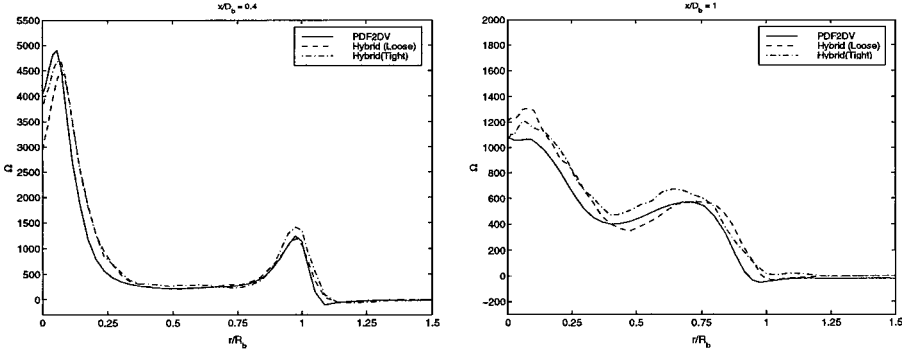 x/D_b = 0.4
5500
5000
4500
4000
3500
3000
2500
2000
1500
1000
500
0
Ω
PDF2DV
Hybrid (Loose)
Hybrid(Tight)
0 0.25 0.5 0.75 1 1.25 1.5
r/R_b
x/D_b = 1
2000
1800
1600
1400
1200
1000
800
600
400
200
0
−200
Ω
PDF2DV
Hybrid (Loose)
Hybrid(Tight)
0 0.25 0.5 0.75 1 1.25 1.5
r/R_b